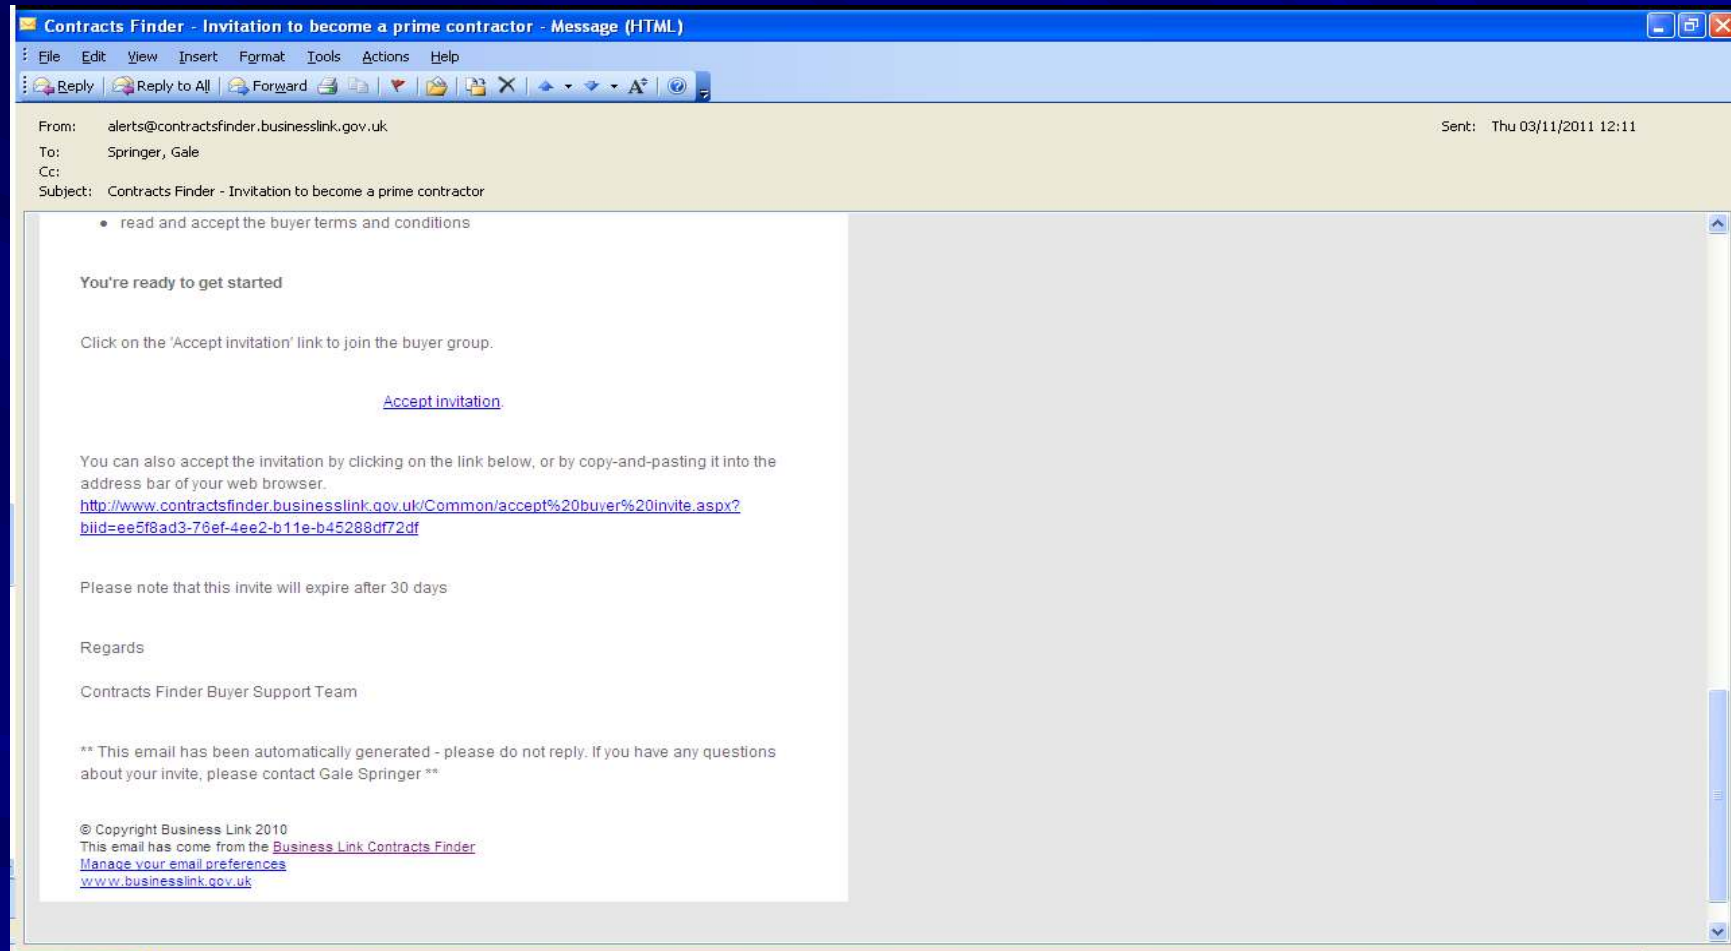 Contracts Finder - Invitation to become a prime contractor - Message (HTML)
File Edit View Insert Format Tools Actions Help
Reply Reply to All Forward
From: alerts@contractsfinder.businesslink.gov.uk Sent: Thu 03/11/2011 12:11
To: Springer, Gale
Cc:
Subject: Contracts Finder - Invitation to become a prime contractor
• read and accept the buyer terms and conditions
You're ready to get started
Click on the 'Accept invitation' link to join the buyer group.
Accept invitation.
You can also accept the invitation by clicking on the link below, or by copy-and-pasting it into the
address bar of your web browser.
http://www.contractsfinder.businesslink.gov.uk/Common/accept%20buyer%20invite.aspx?
biid=ee5f8ad3-76ef-4ee2-b11e-b45288df72df
Please note that this invite will expire after 30 days
Regards
Contracts Finder Buyer Support Team
** This email has been automatically generated - please do not reply. If you have any questions
about your invite, please contact Gale Springer **
© Copyright Business Link 2010
This email has come from the Business Link Contracts Finder
Manage your email preferences
www.businesslink.gov.uk